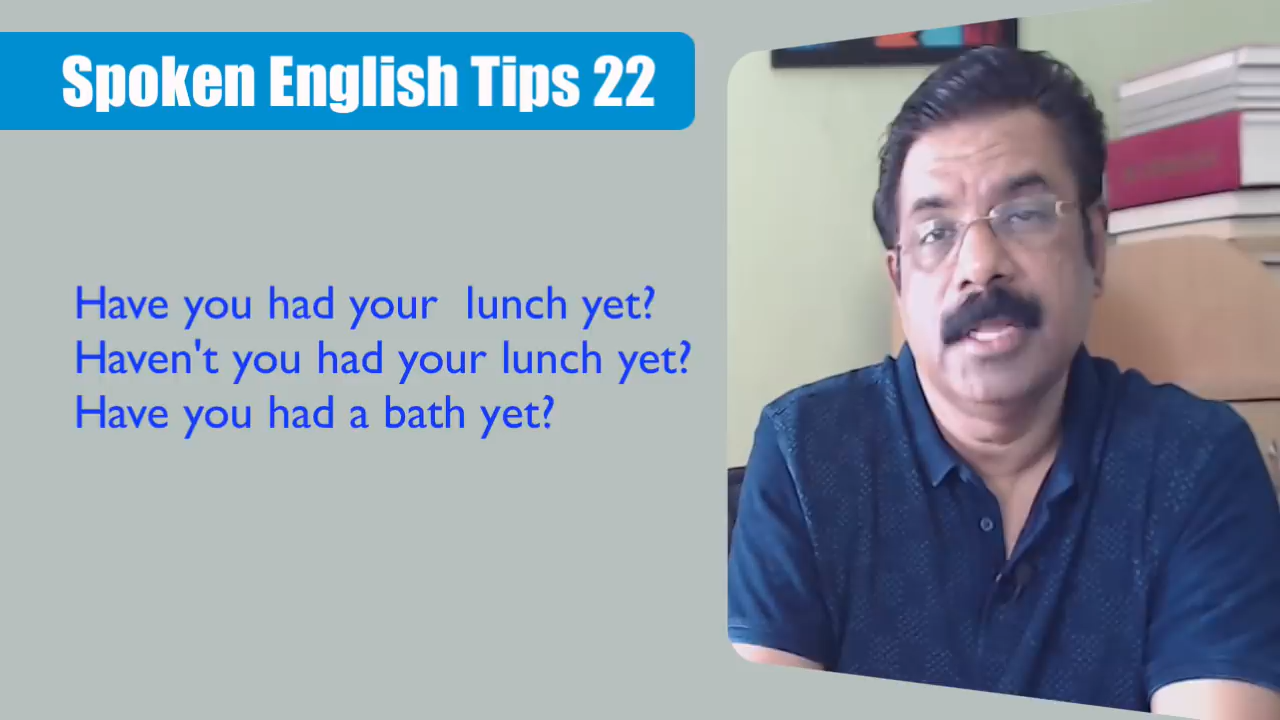 Spoken English Tips 22
Have you had your lunch yet?
Haven't you had your lunch yet?
Have you had a bath yet?